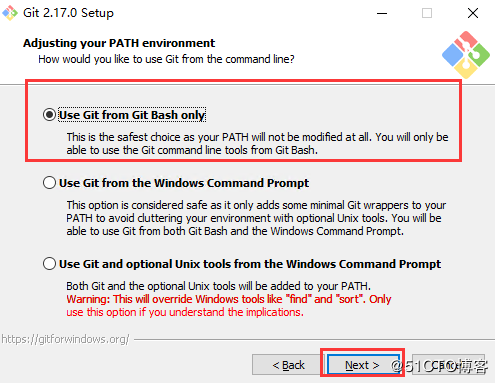 Git 2.17.0 Setup
Adjusting your PATH environment
How would you like to use Git from the command line?
Use Git from Git Bash only
This is the safest choice as your PATH will not be modified at all. You will only be
able to use the Git command line tools from Git Bash.
Use Git from the Windows Command Prompt
This option is considered safe as it only adds some minimal Git wrappers to your
PATH to avoid cluttering your environment with optional Unix tools. You will be
able to use Git from both Git Bash and the Windows Command Prompt.
Use Git and optional Unix tools from the Windows Command Prompt
Both Git and the optional Unix tools will be added to your PATH.
Warning: This will override Windows tools like "find" and "sort". Only
use this option if you understand the implications.
https://gitforwindows.org/
< Back Next > Cancel
@51CTO博客